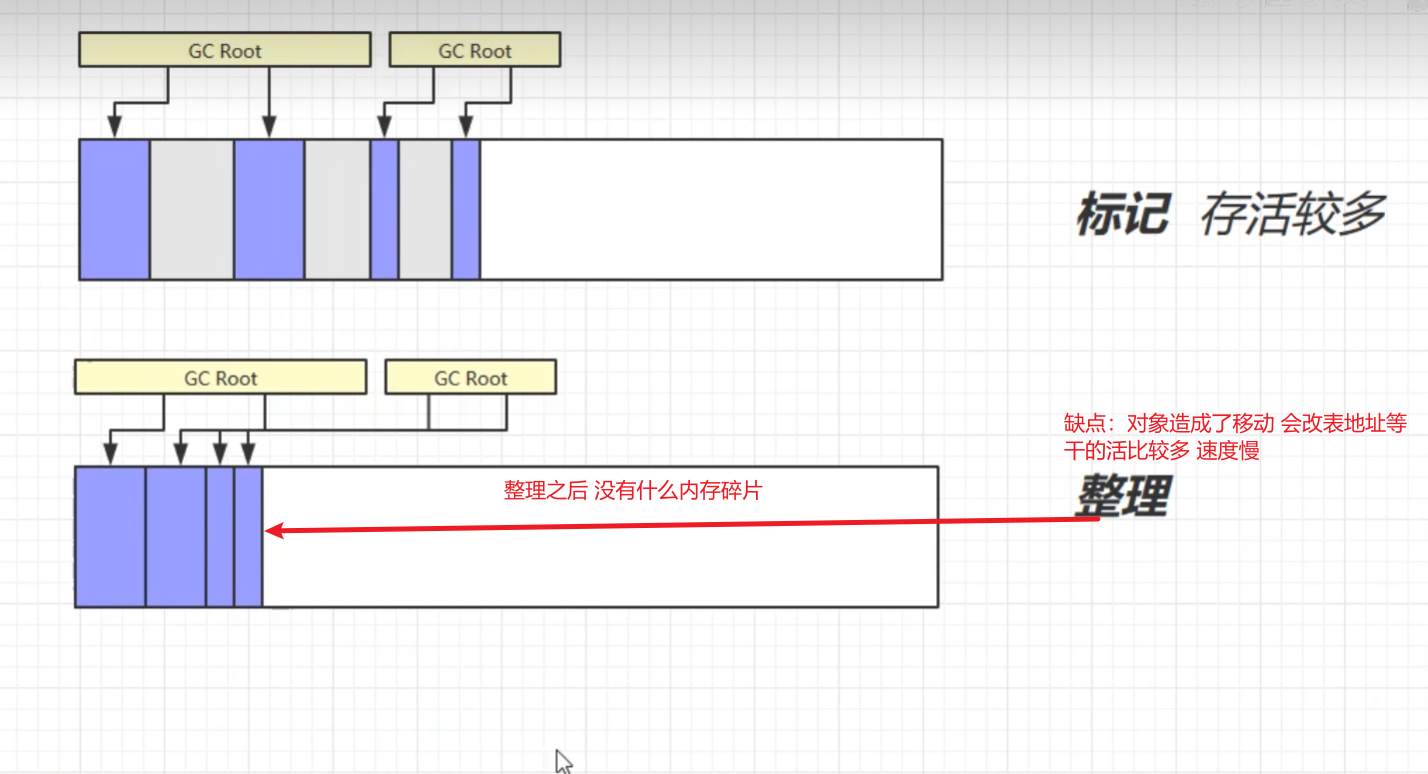 GC Root GC Root
标记 存活较多
GC Root GC Root
缺点：对象造成了移动 会改表地址等
干的活比较多 速度慢
整理之后 没有什么内存碎片
整理